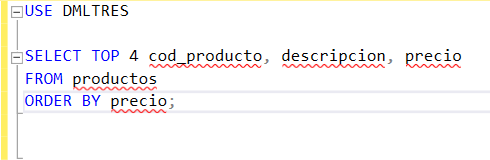 USE DMLTRES
SELECT TOP 4 cod_producto, descripcion, precio
FROM productos
ORDER BY precio;